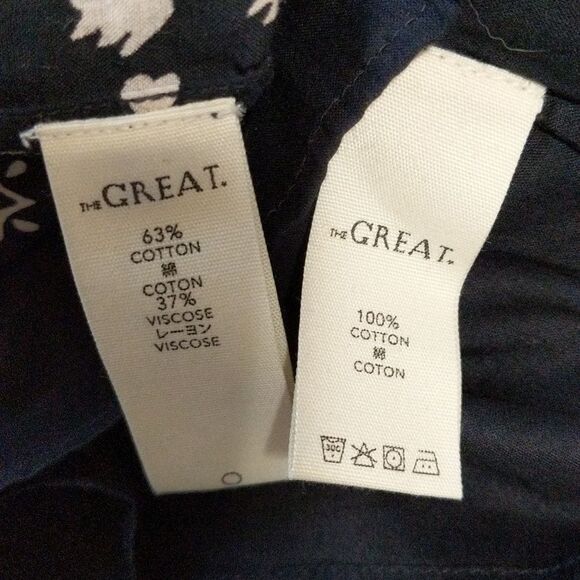 THE GREAT.
63%
COTTON
綿
COTON
37%
VISCOSE
レーヨン
VISCOSE
THE GREAT.
100%
COTTON
綿
COTON
30C